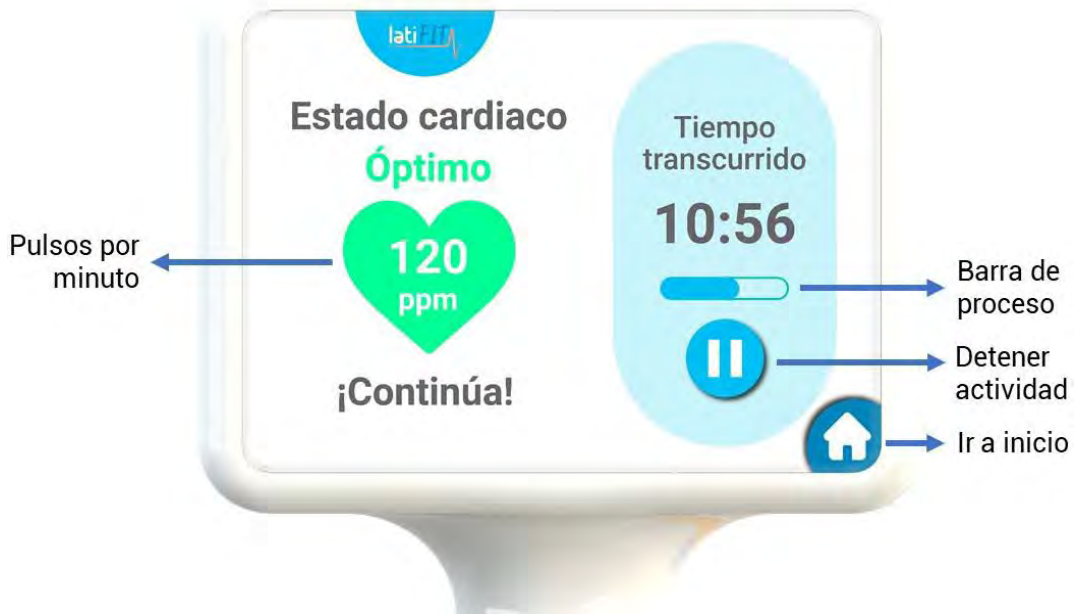 latiFIT
Estado cardiaco
Óptimo
120
ppm
¡Continúa!
Tiempo
transcurrido
10:56
Pulsos por
minuto
Barra de
proceso
Detener
actividad
Ir a inicio